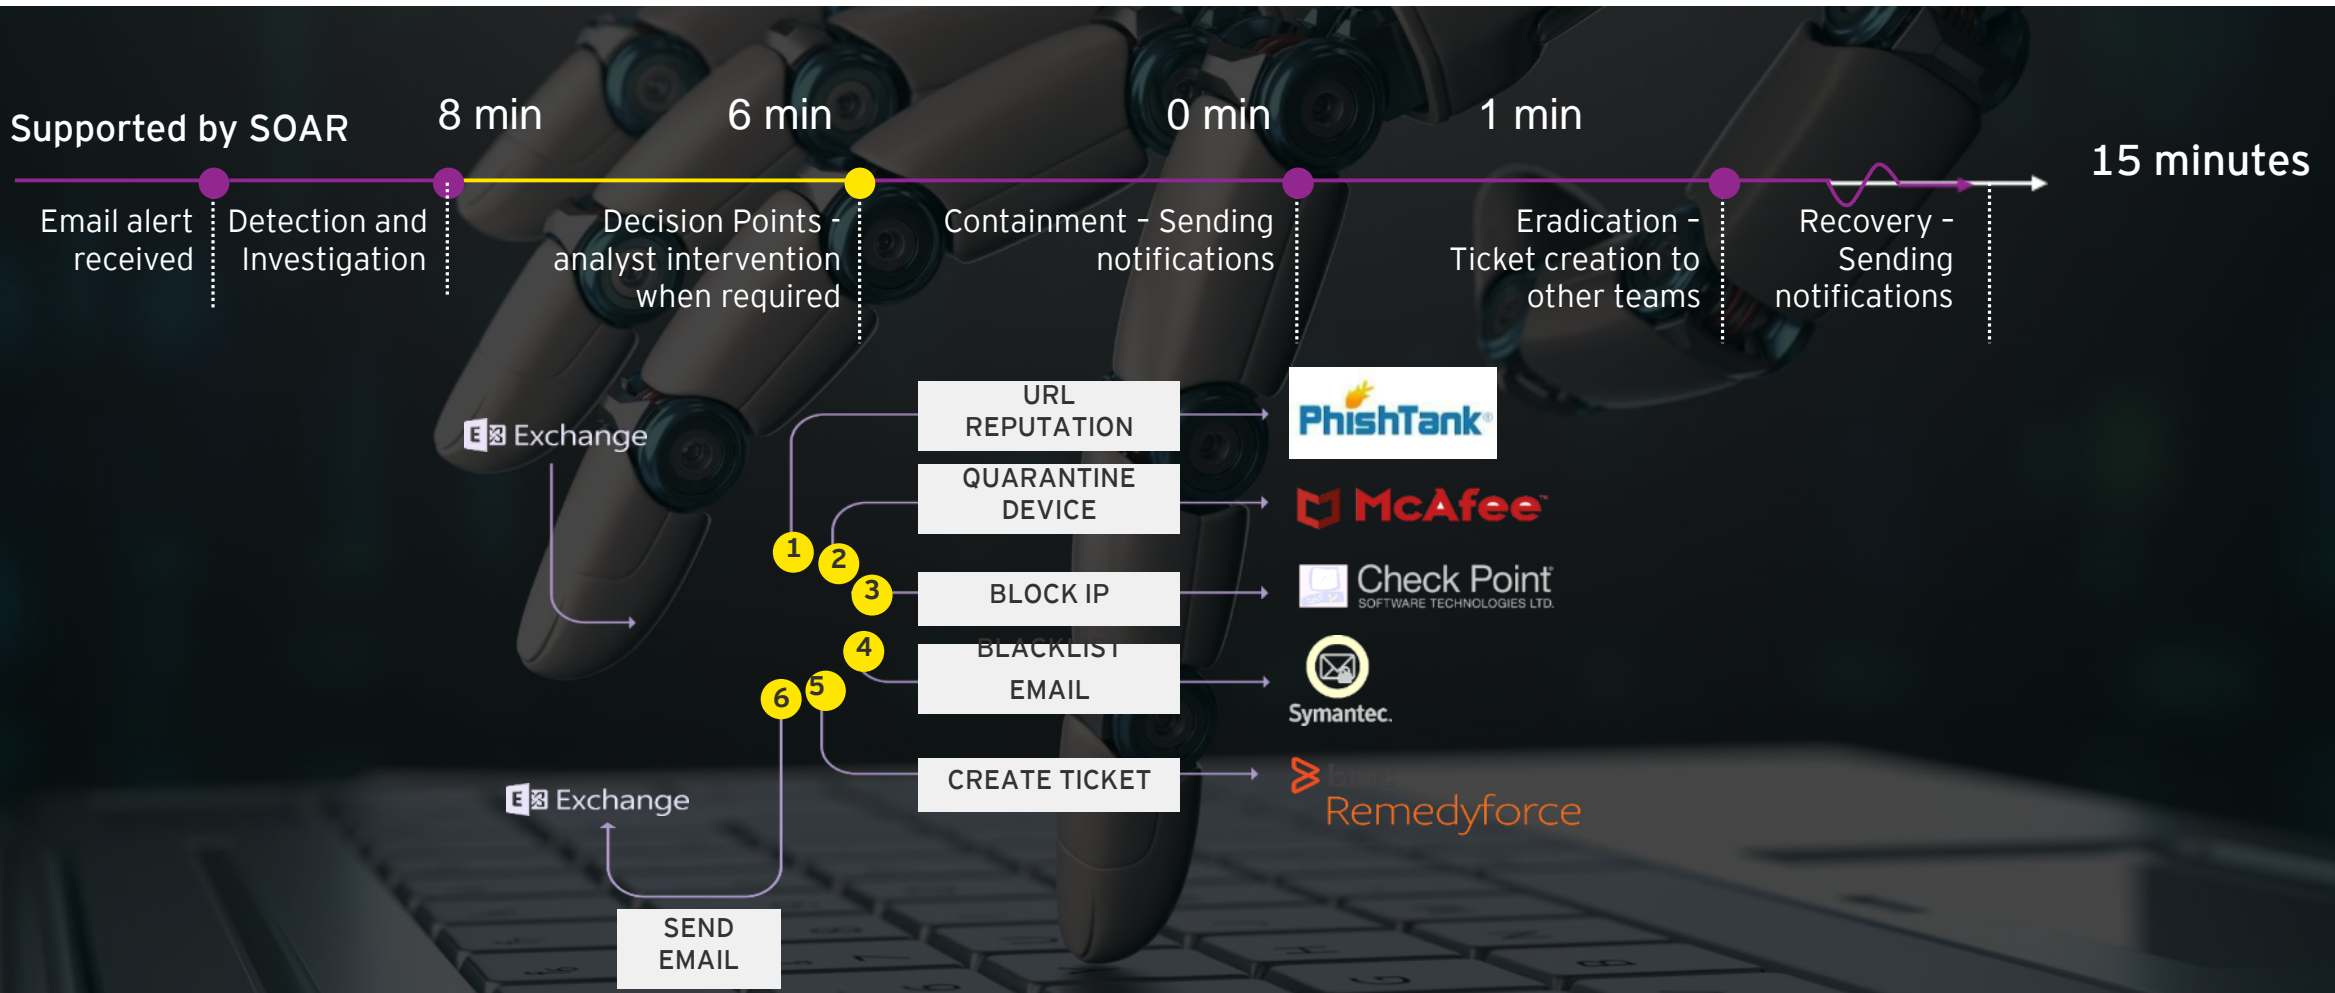 Supported by SOAR
8 min
6 min
0 min
1 min
15 minutes
Email alert
received
Detection and
Investigation
Decision Points -
analyst intervention
when required
Containment – Sending
notifications
Eradication –
Ticket creation to
other teams
Recovery –
Sending
notifications
E Exchange
URL
REPUTATION
PhishTank®
QUARANTINE
DEVICE
McAfee™
1
2
3
BLOCK IP
Check Point
SOFTWARE TECHNOLOGIES LTD.
4
BLACKLIST
EMAIL
Symantec.
5
6
CREATE TICKET
bmc
Remedyforce
E Exchange
SEND
EMAIL